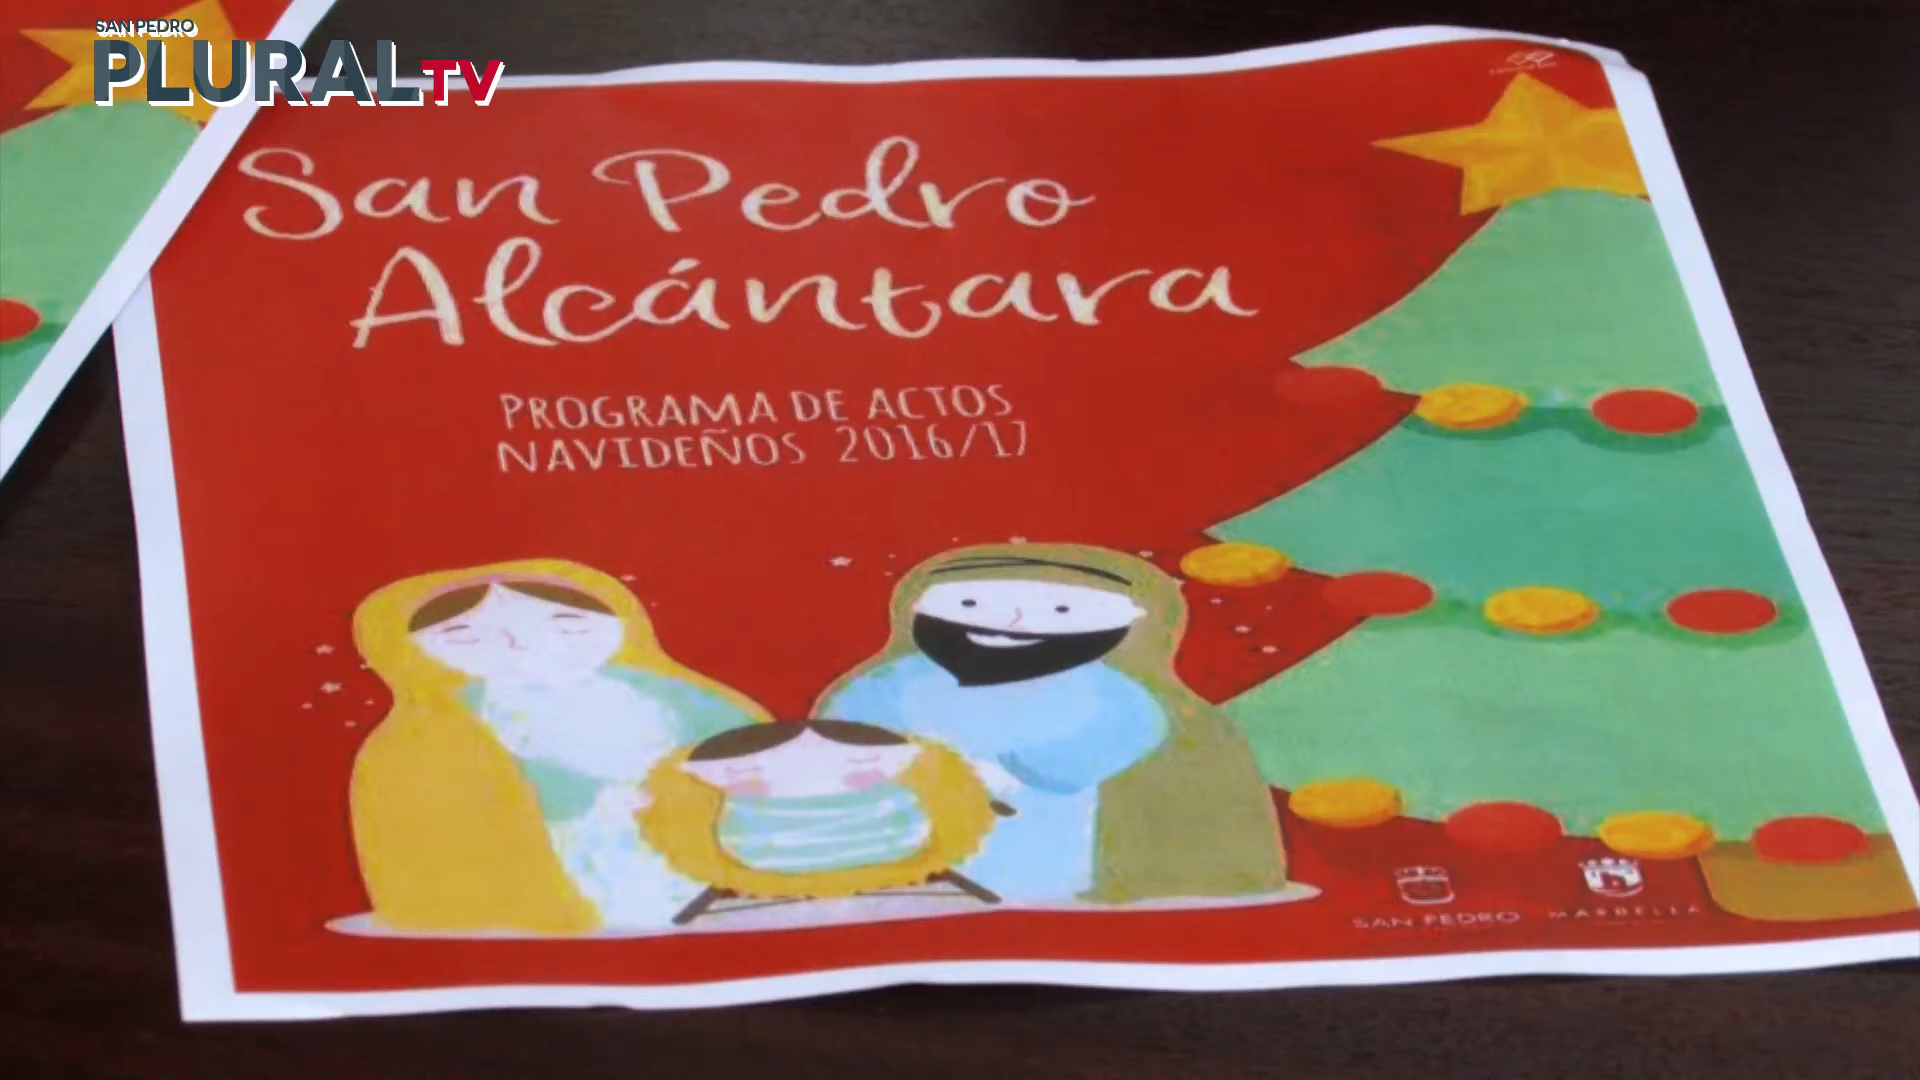 SAN PEDRO
PLURAL TV
San Pedro
Alcántara
PROGRAMA DE ACTOS
NAVIDEÑOS 2016/17
SAN PEDRO
MARBELLA